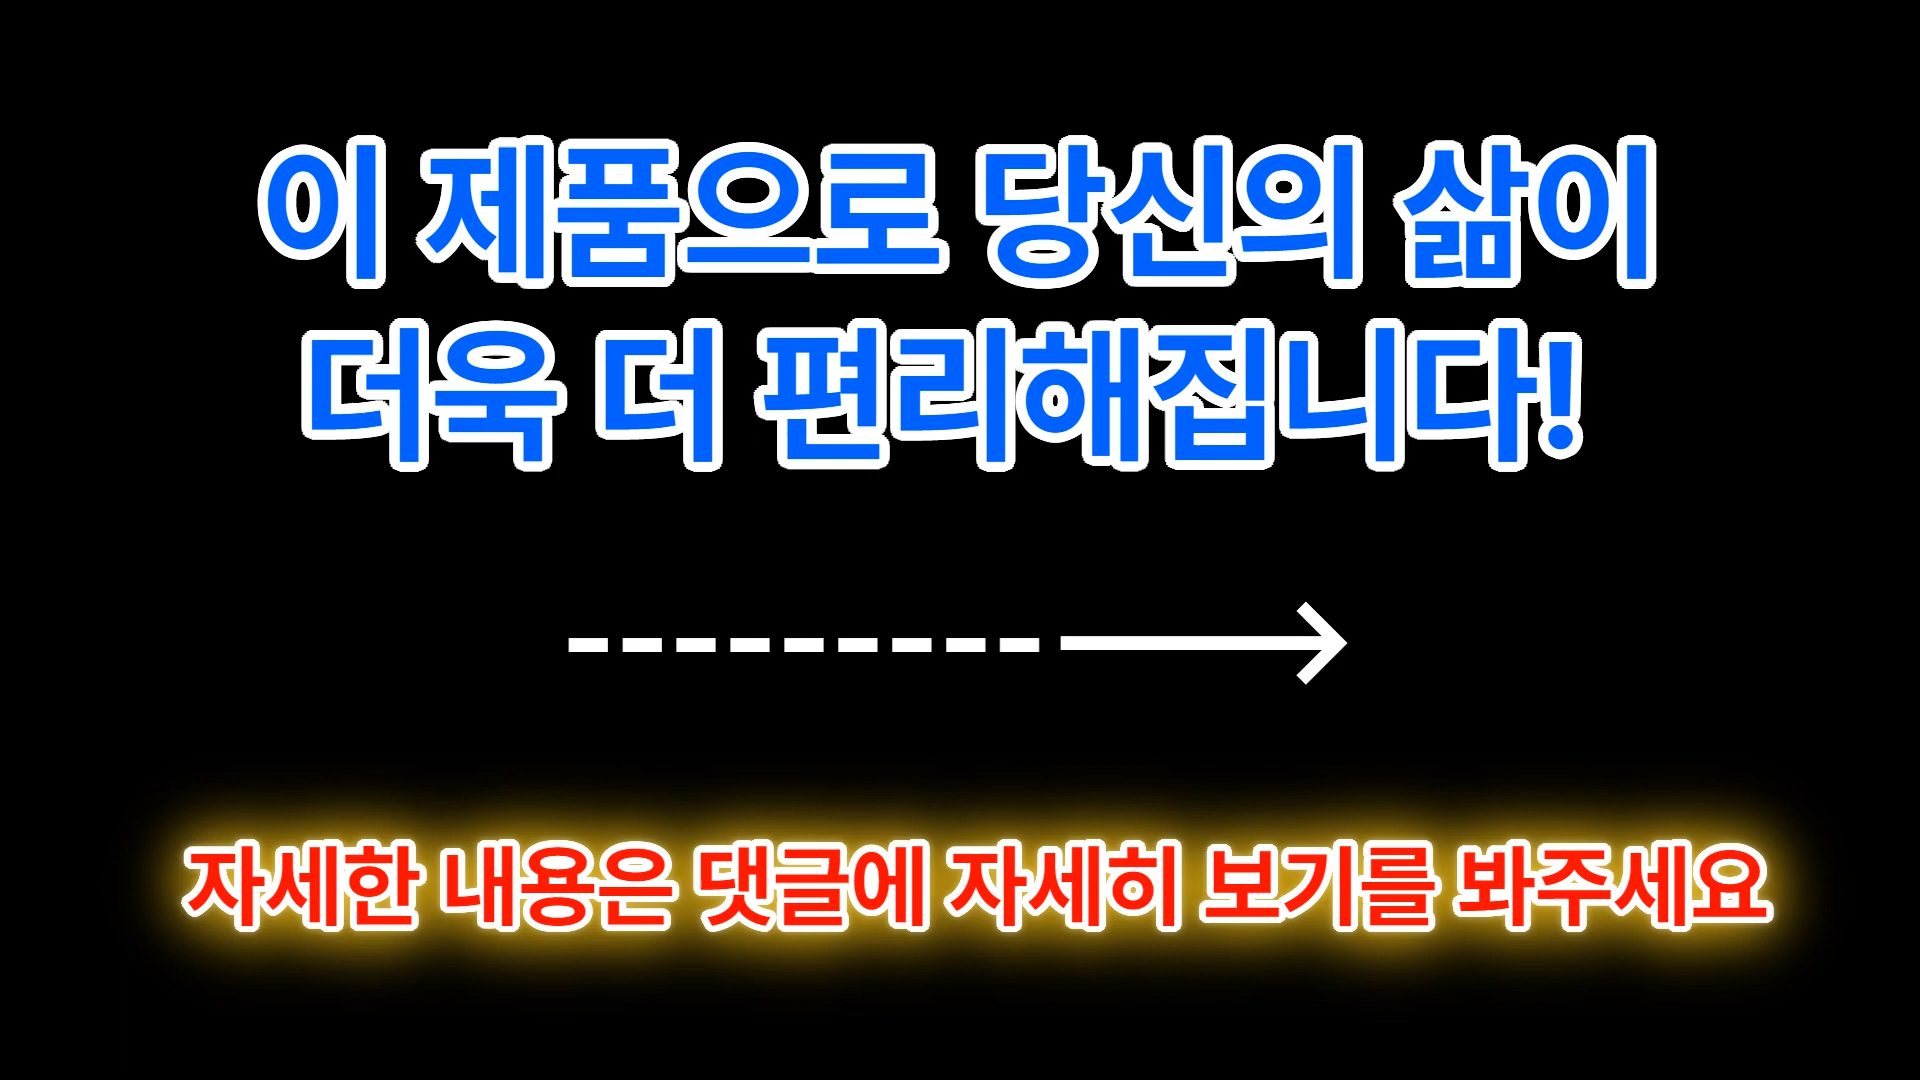 이 제품으로 당신의 삶이
더욱 더 편리해집니다!
자세한 내용은 댓글에 자세히 보기를 봐주세요